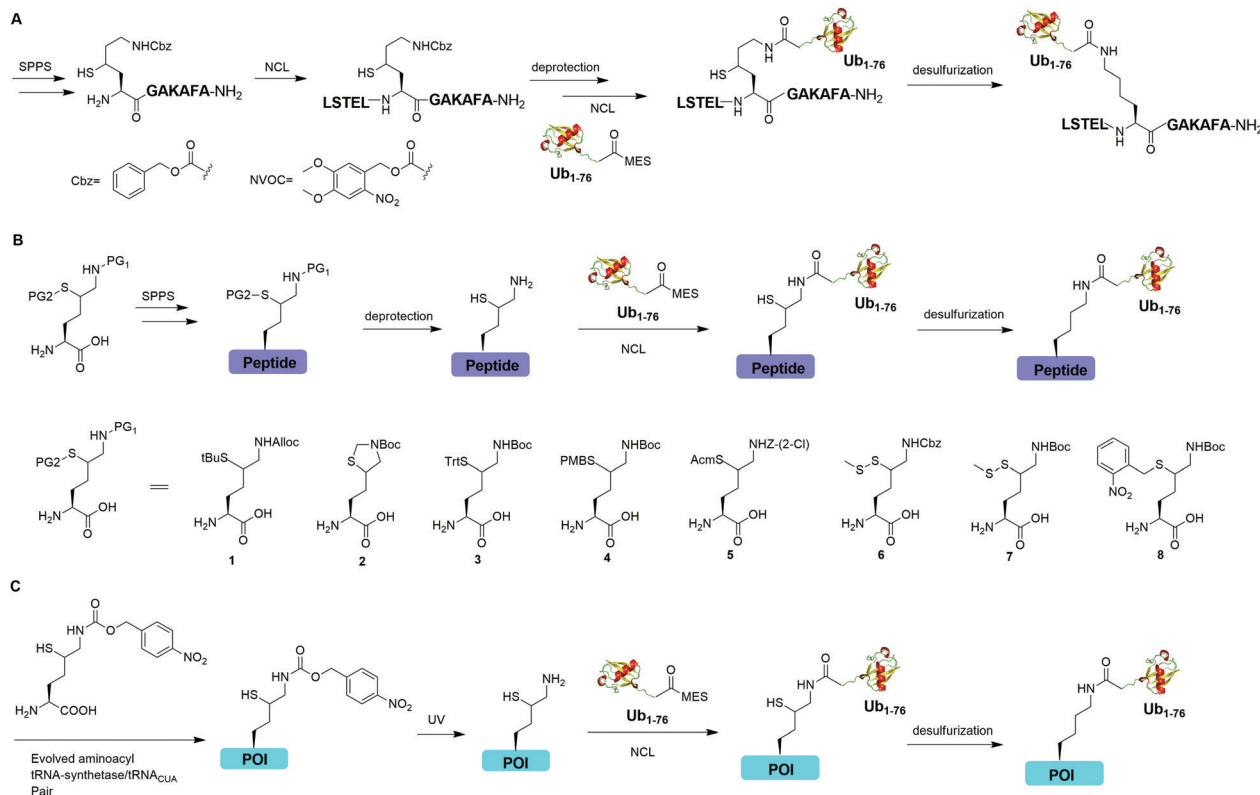 A
SPPS
NHCbz
HS
H2N
O
GAKAFA-NH2
NCL
NHCbz
HS
LSTEL
N
H
O
GAKAFA-NH2
deprotection
NCL
Ub1-76
O
MES
O
N
H
Ub1-76
HS
LSTEL
N
H
O
GAKAFA-NH2
desulfurization
Ub1-76
O
HN
LSTEL
N
H
O
GAKAFA-NH2
Cbz=
O
O
NVOC=
O
O
O
O
NO2
B
HN-PG1
S
PG2
H2N
OH
O
SPPS
HN-PG1
PG2-S
Peptide
deprotection
NH2
HS
Peptide
Ub1-76
O
MES
NCL
O
HN
Ub1-76
HS
Peptide
desulfurization
O
HN
Ub1-76
Peptide
HN-PG1
PG2-S
H2N
OH
O
NHAlloc
tBuS
H2N
OH
O
1
NBoc
S
H2N
OH
O
2
NHBoc
TrtS
H2N
OH
O
3
NHBoc
PMBS
H2N
OH
O
4
NHZ-(2-Cl)
AcmS
H2N
OH
O
5
NHCbz
S
S
H2N
OH
O
6
NHBoc
S
S
H2N
OH
O
7
NHBoc
S
NO2
H2N
OH
O
8
C
O
HN
O
HS
NO2
H2N
COOH
Evolved aminoacyl
tRNA-synthetase/tRNACUA
Pair
O
HN
O
HS
NO2
POI
UV
NH2
HS
POI
Ub1-76
O
MES
NCL
O
NH
Ub1-76
HS
POI
desulfurization
O
HN
Ub1-76
POI